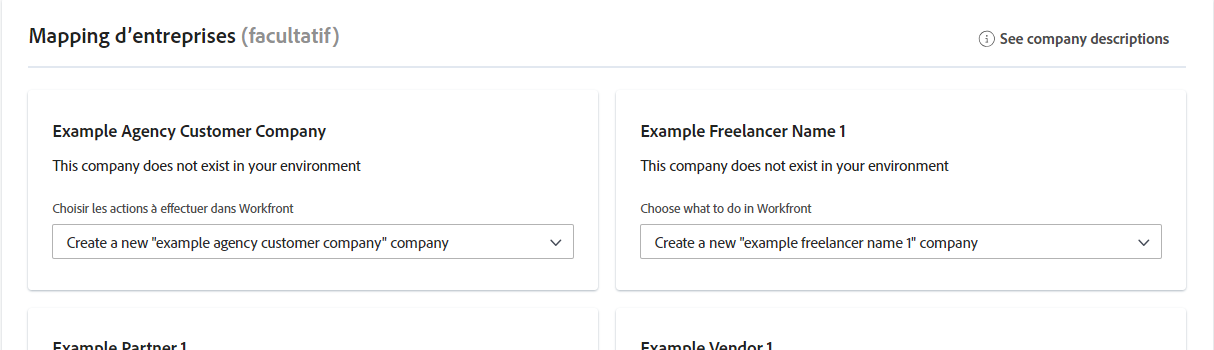 Mapping d’entreprises (facultatif)
See company descriptions
Example Agency Customer Company
This company does not exist in your environment
Choisir les actions à effectuer dans Workfront
Create a new "example agency customer company" company
Example Freelancer Name 1
This company does not exist in your environment
Choose what to do in Workfront
Create a new "example freelancer name 1" company
Example Partner 1
Example Vendor 1